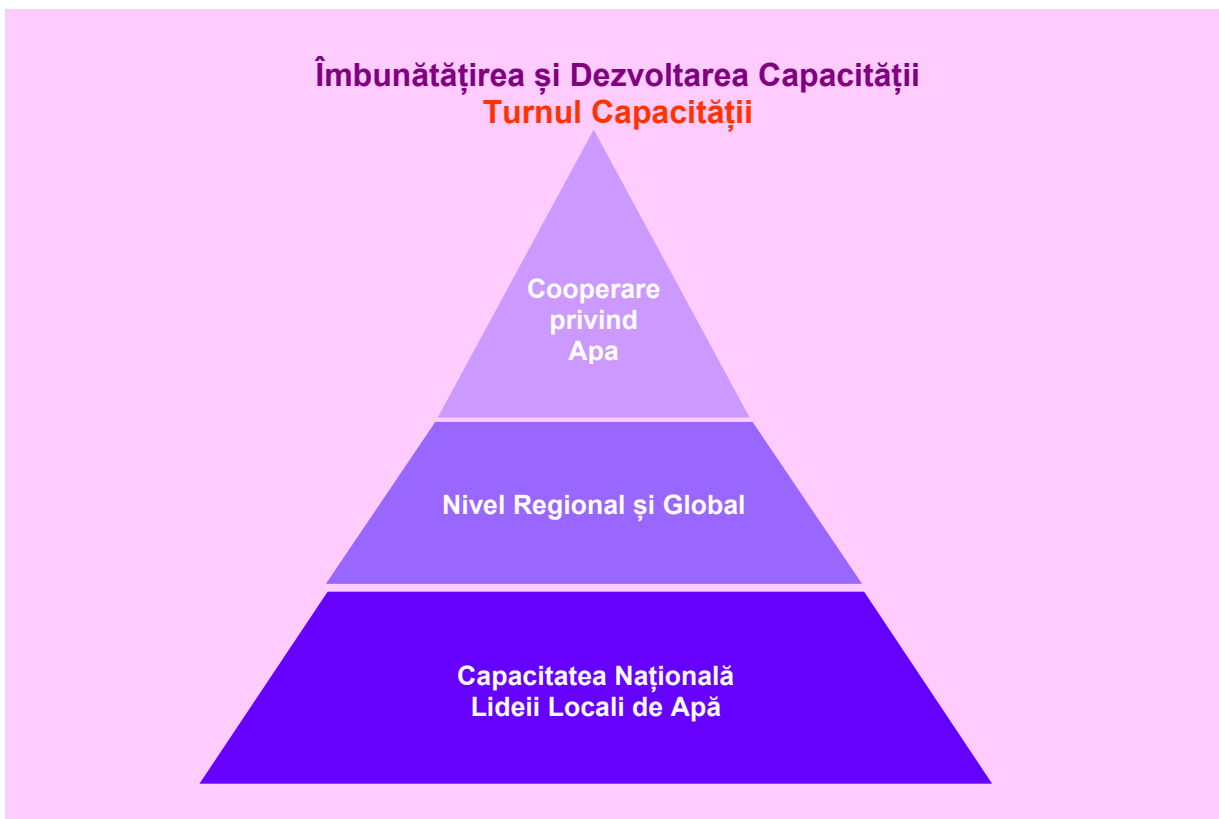 Îmbunătățirea și Dezvoltarea Capacității
Turnul Capacității
Cooperare
privind
Apa
Nivel Regional și Global
Capacitatea Națională
Lideii Locali de Apă